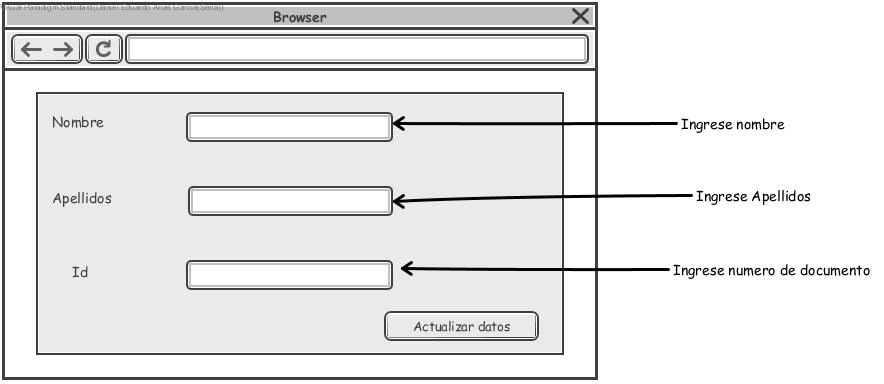 Visual Paradigm Standard(Daniel Eduardo Arias Garcia(Sena))
Browser
Nombre
Ingrese nombre
Apellidos
Ingrese Apellidos
Id
Ingrese numero de documento
Actualizar datos